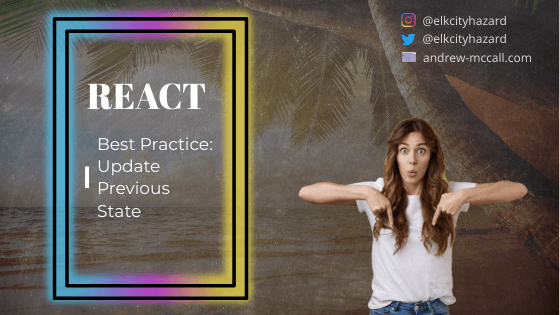 REACT
Best Practice:
Update
Previous
State
@elkcityhazard
@elkcityhazard
andrew-mccall.com